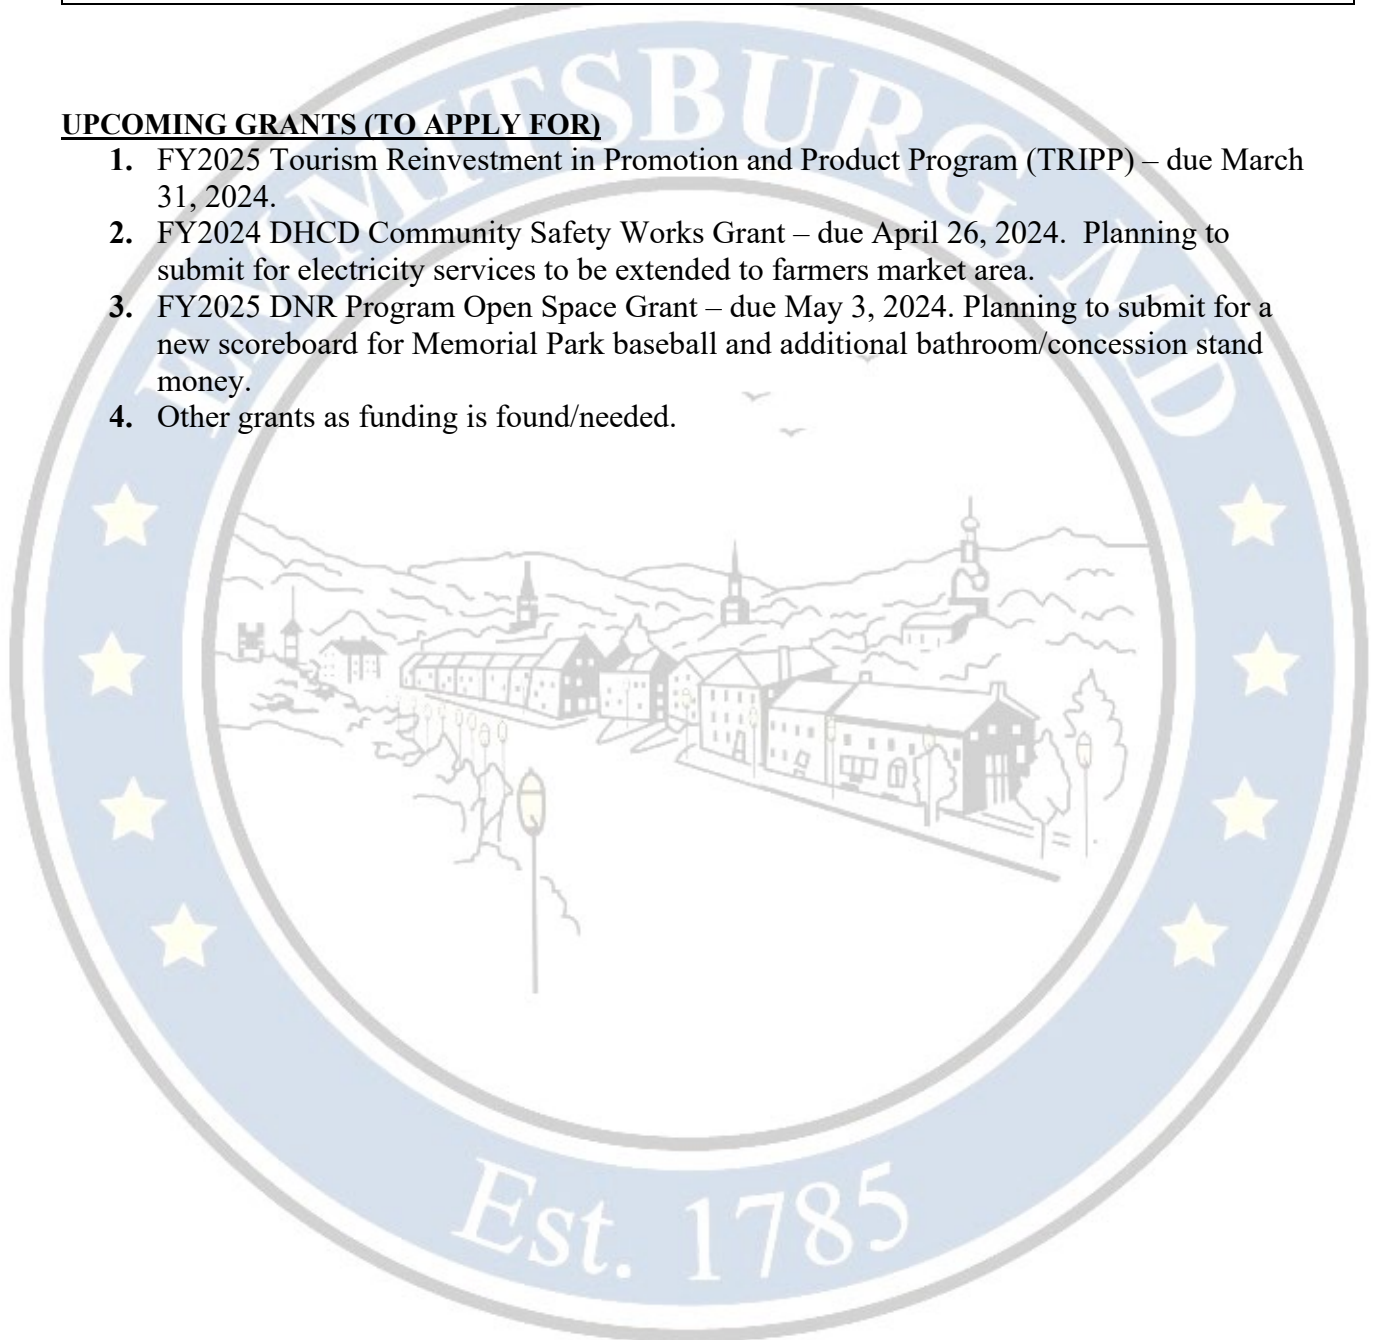 EMMITSBURG MD
UPCOMING GRANTS (TO APPLY FOR)
1. FY2025 Tourism Reinvestment in Promotion and Product Program (TRIPP) – due March
31, 2024.
2. FY2024 DHCD Community Safety Works Grant – due April 26, 2024.  Planning to
submit for electricity services to be extended to farmers market area.
3. FY2025 DNR Program Open Space Grant – due May 3, 2024. Planning to submit for a
new scoreboard for Memorial Park baseball and additional bathroom/concession stand
money.
4. Other grants as funding is found/needed.
Est. 1785